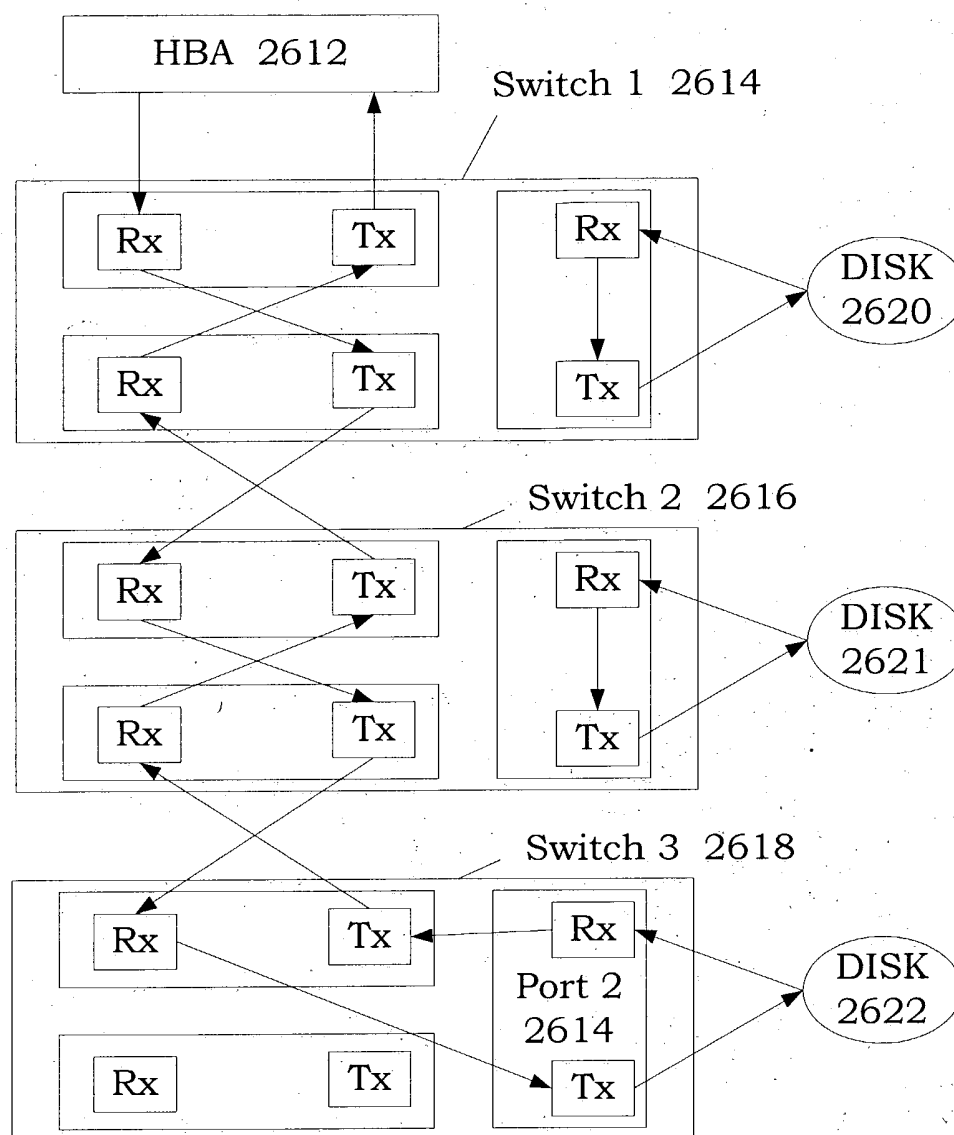 HBA 2612
Switch 1 2614
Rx
Tx
Rx
DISK
2620
Rx
Tx
Tx
Switch 2 2616
Rx
Tx
Rx
DISK
2621
Rx
Tx
Tx
Switch 3 2618
Rx
Tx
Rx
Port 2
2614
DISK
2622
Rx
Tx
Tx